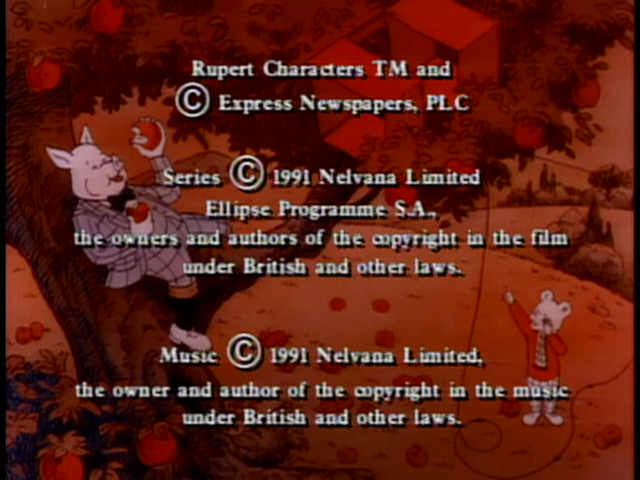 Rupert Characters TM and
© Express Newspapers, PLC
Series © 1991 Nelvana Limited
Ellipse Programme S.A.,
the owners and authors of the copyright in the film
under British and other laws.
Music © 1991 Nelvana Limited,
the owner and author of the copyright in the music
under British and other laws.